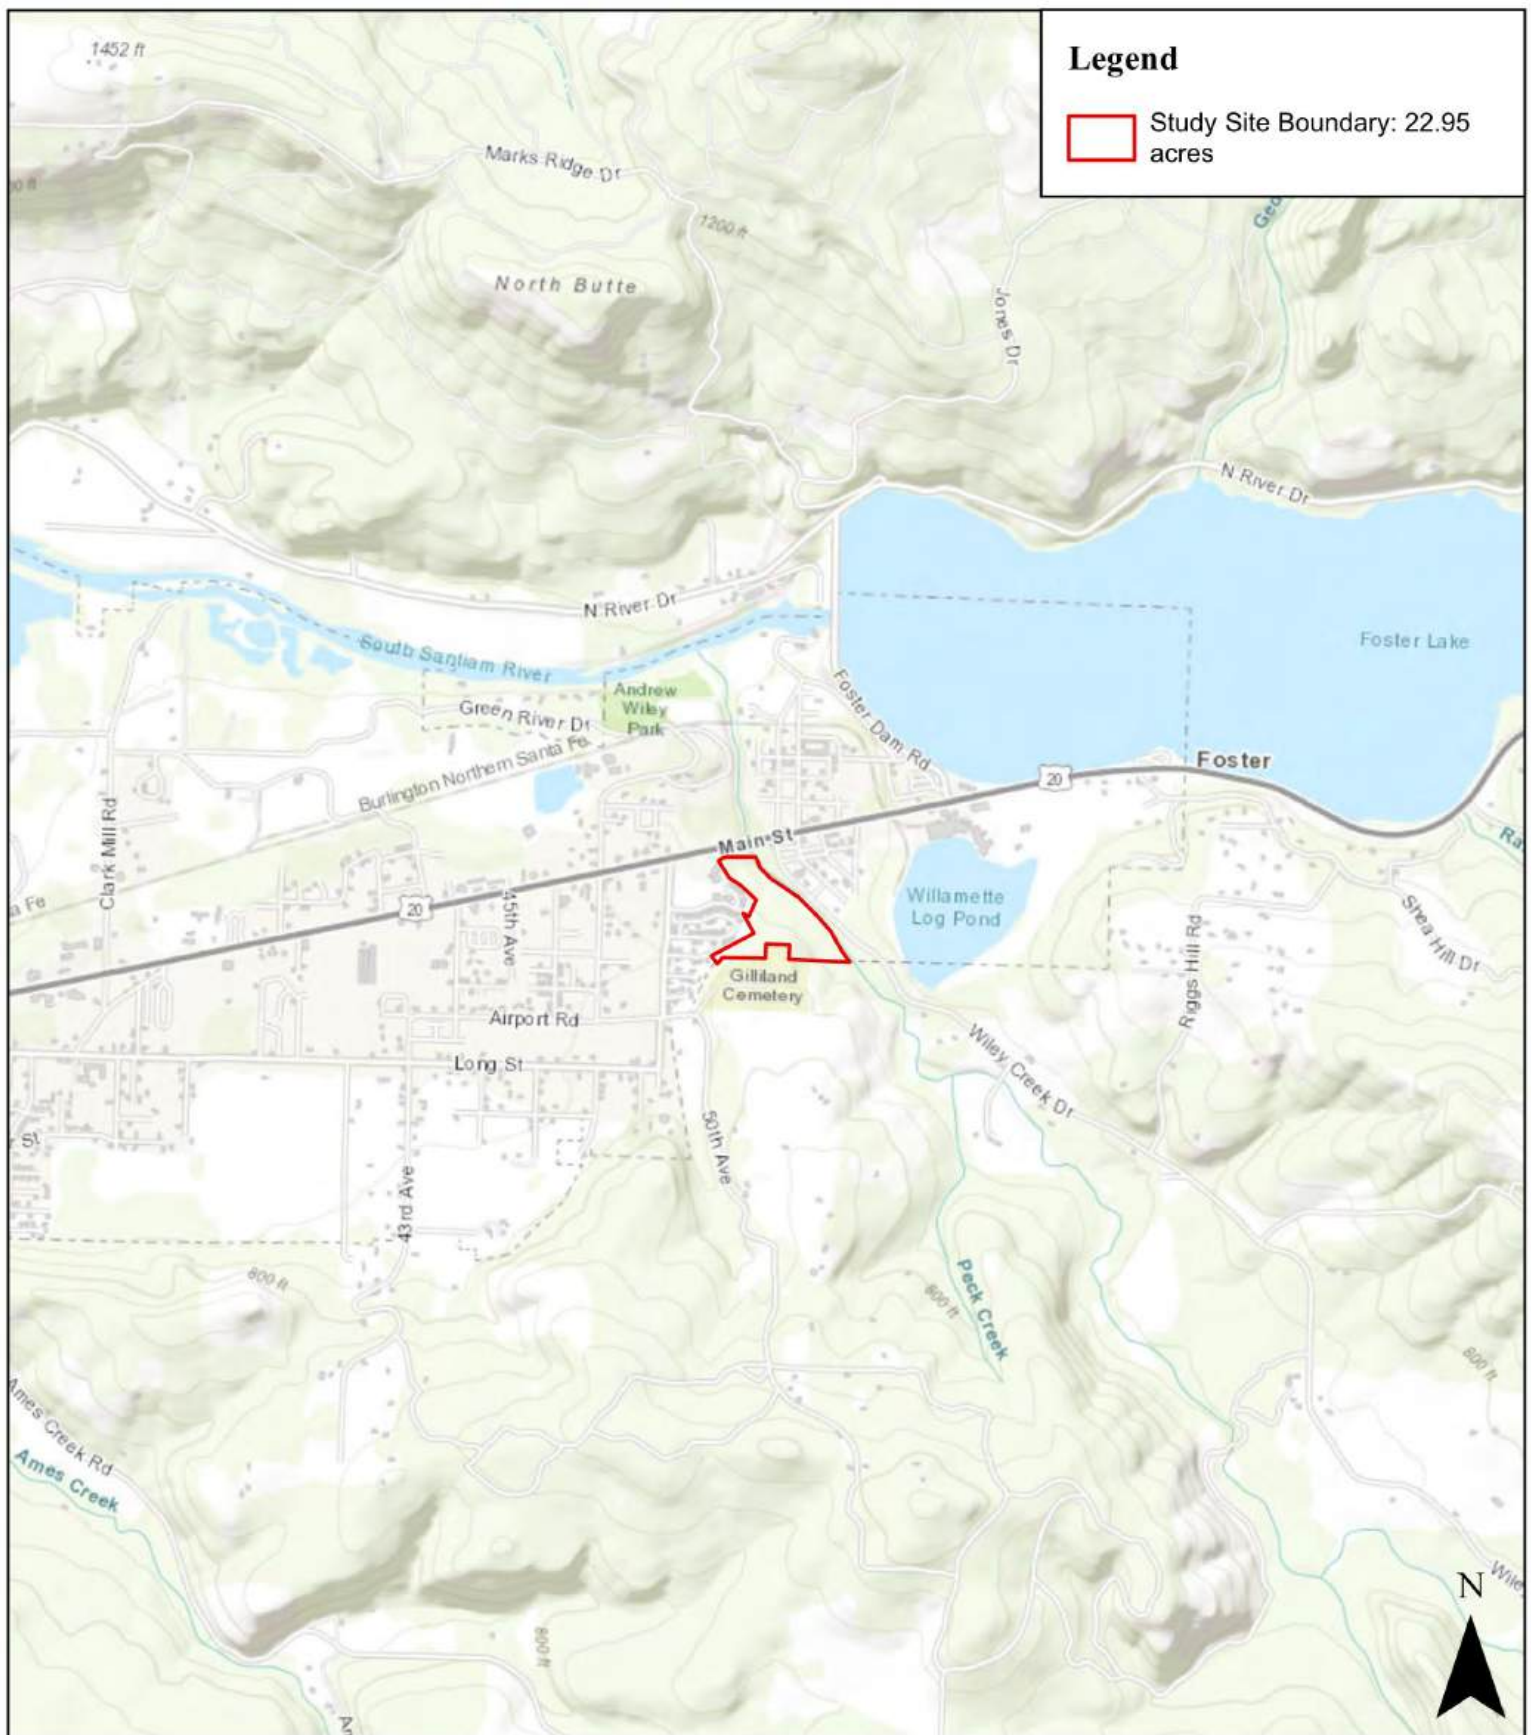 Legend
Study Site Boundary: 22.95
acres
1452 ft
Marks Ridge Dr
1200 ft
North Butte
Jones Dr
N River Dr
N River Dr
South Santiam River
Foster Lake
Andrew
Wiley
Park
Green River Dr
Foster Dam Rd
Burlington Northern Santa Fe
Foster
20
Clark Mill Rd
Main St
a Fe
20
45th Ave
Willamette
Log Pond
Shea Hill Dr
Riggs Hill Rd
Gilliland
Cemetery
Airport Rd
Long St
Wiley Creek Dr
50th Ave
r St
43rd Ave
800 ft
Peck Creek
800 ft
800 ft
Ames Creek Rd
Ames Creek
800 ft
N